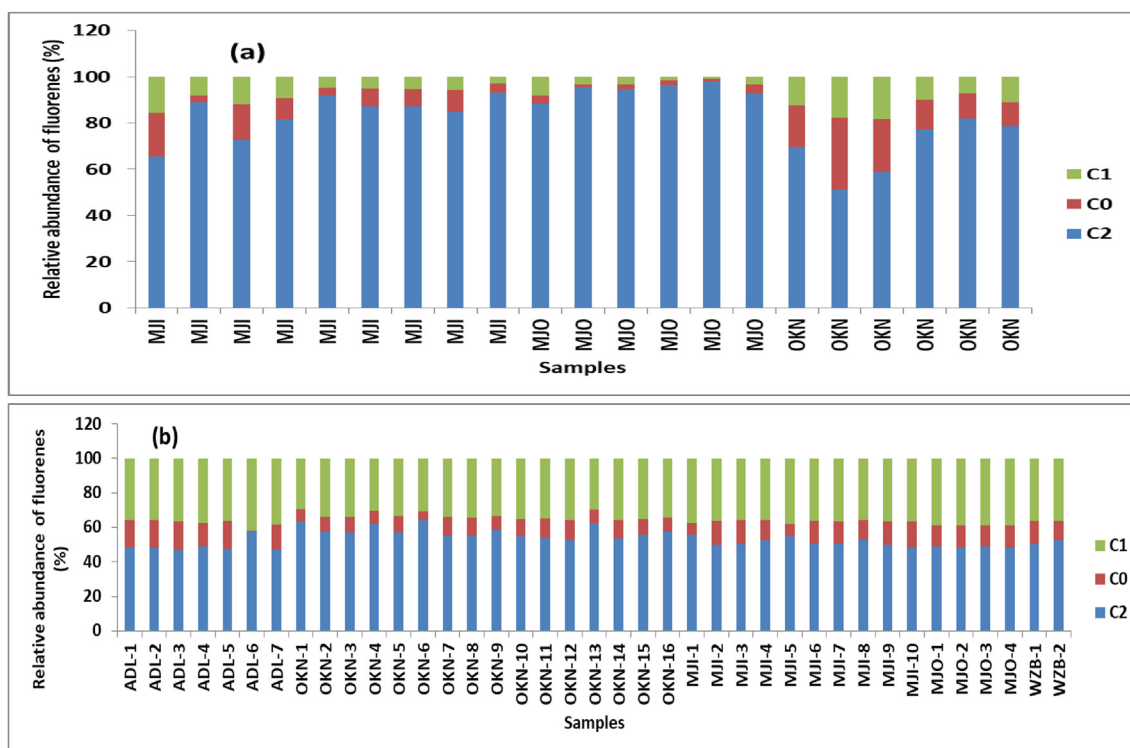 (a)
Relative abundance of fluorenes (%)
120
100
80
60
40
20
0
MJI MJI MJI MJI MJI MJI MJI MJI MJI MJO MJO MJO MJO MJO MJO OKN OKN OKN OKN OKN OKN
Samples
C1
C0
C2
(b)
Relative abundance of fluorenes
(%)
120
100
80
60
40
20
0
ADL-1 ADL-2 ADL-3 ADL-4 ADL-5 ADL-6 ADL-7 OKN-1 OKN-2 OKN-3 OKN-4 OKN-5 OKN-6 OKN-7 OKN-8 OKN-9 OKN-10 OKN-11 OKN-12 OKN-13 OKN-14 OKN-15 OKN-16 MJI-1 MJI-2 MJI-3 MJI-4 MJI-5 MJI-6 MJI-7 MJI-8 MJI-9 MJI-10 MJO-1 MJO-2 MJO-3 MJO-4 WZB-1 WZB-2
Samples
C1
C0
C2